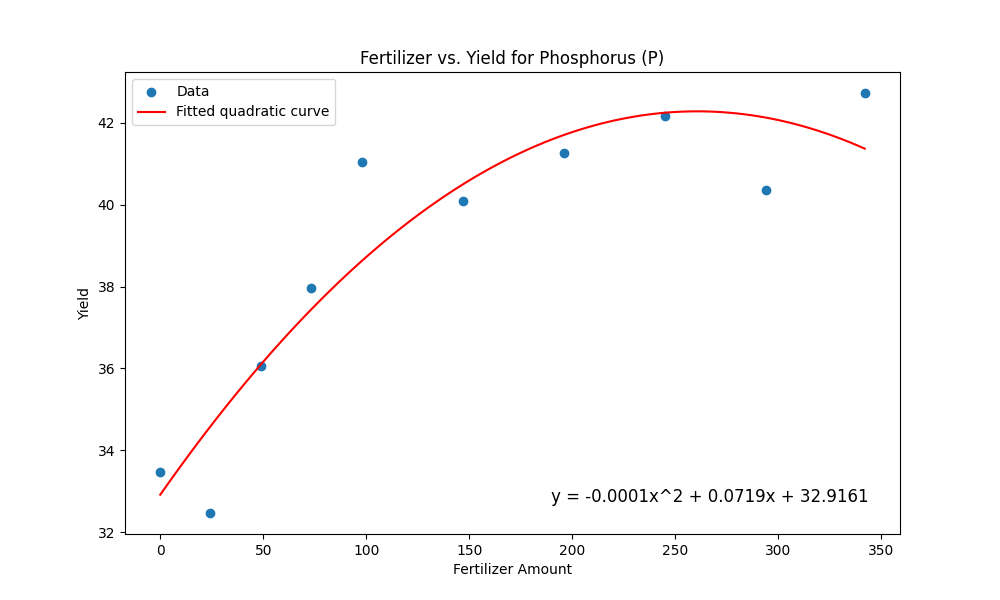 Fertilizer vs. Yield for Phosphorus (P)
Data
Fitted quadratic curve
Yield
42
40
38
36
34
32
y = -0.0001x^2 + 0.0719x + 32.9161
0 50 100 150 200 250 300 350
Fertilizer Amount